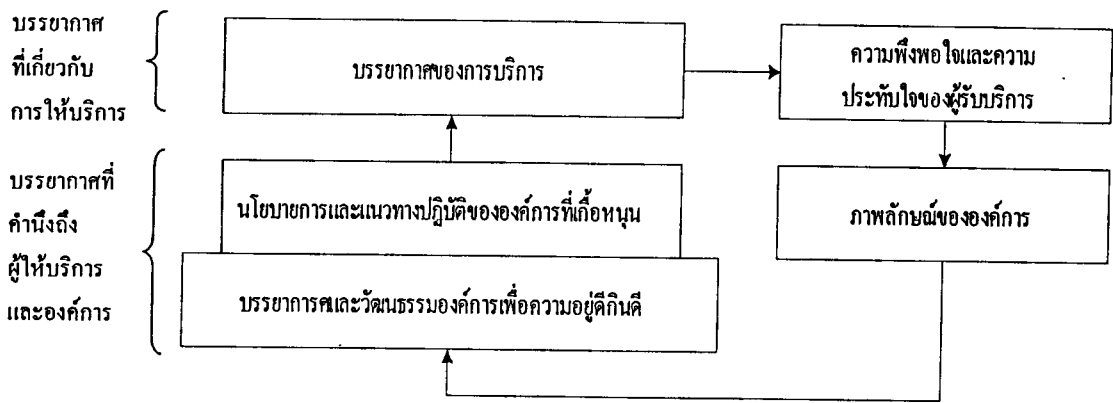 บรรยากาศ
ที่เกี่ยวกับ
การให้บริการ
บรรยากาศของการบริการ
ความพึงพอใจและความ
ประทับใจของผู้รับบริการ
บรรยากาศที่
คำนึงถึง
ผู้ให้บริการ
และองค์การ
นโยบายการและแนวทางปฏิบัติขององค์การที่เกื้อหนุน
บรรยาการศและวัฒนธรรมองค์การเพื่อความอยู่ดีกินดี
ภาพลักษณ์ขององค์การ